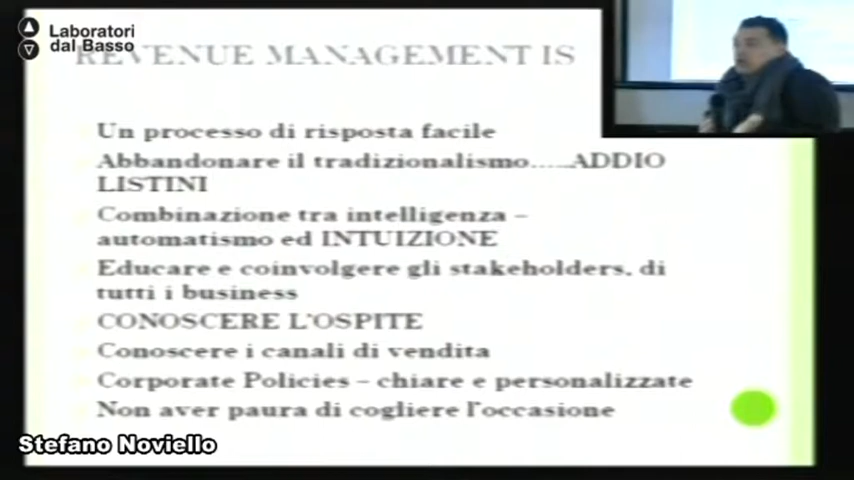 Laboratori
dal Basso
REVENUE MANAGEMENT IS
Un processo di risposta facile
Abbandonare il tradizionalismo.....ADDIO
LISTINI
Combinazione tra intelligenza –
automatismo ed INTUIZIONE
Educare e coinvolgere gli stakeholders, di
tutti i business
CONOSCERE L'OSPITE
Conoscere i canali di vendita
Corporate Policies – chiare e personalizzate
Non aver paura di cogliere l'occasione
Stefano Noviello